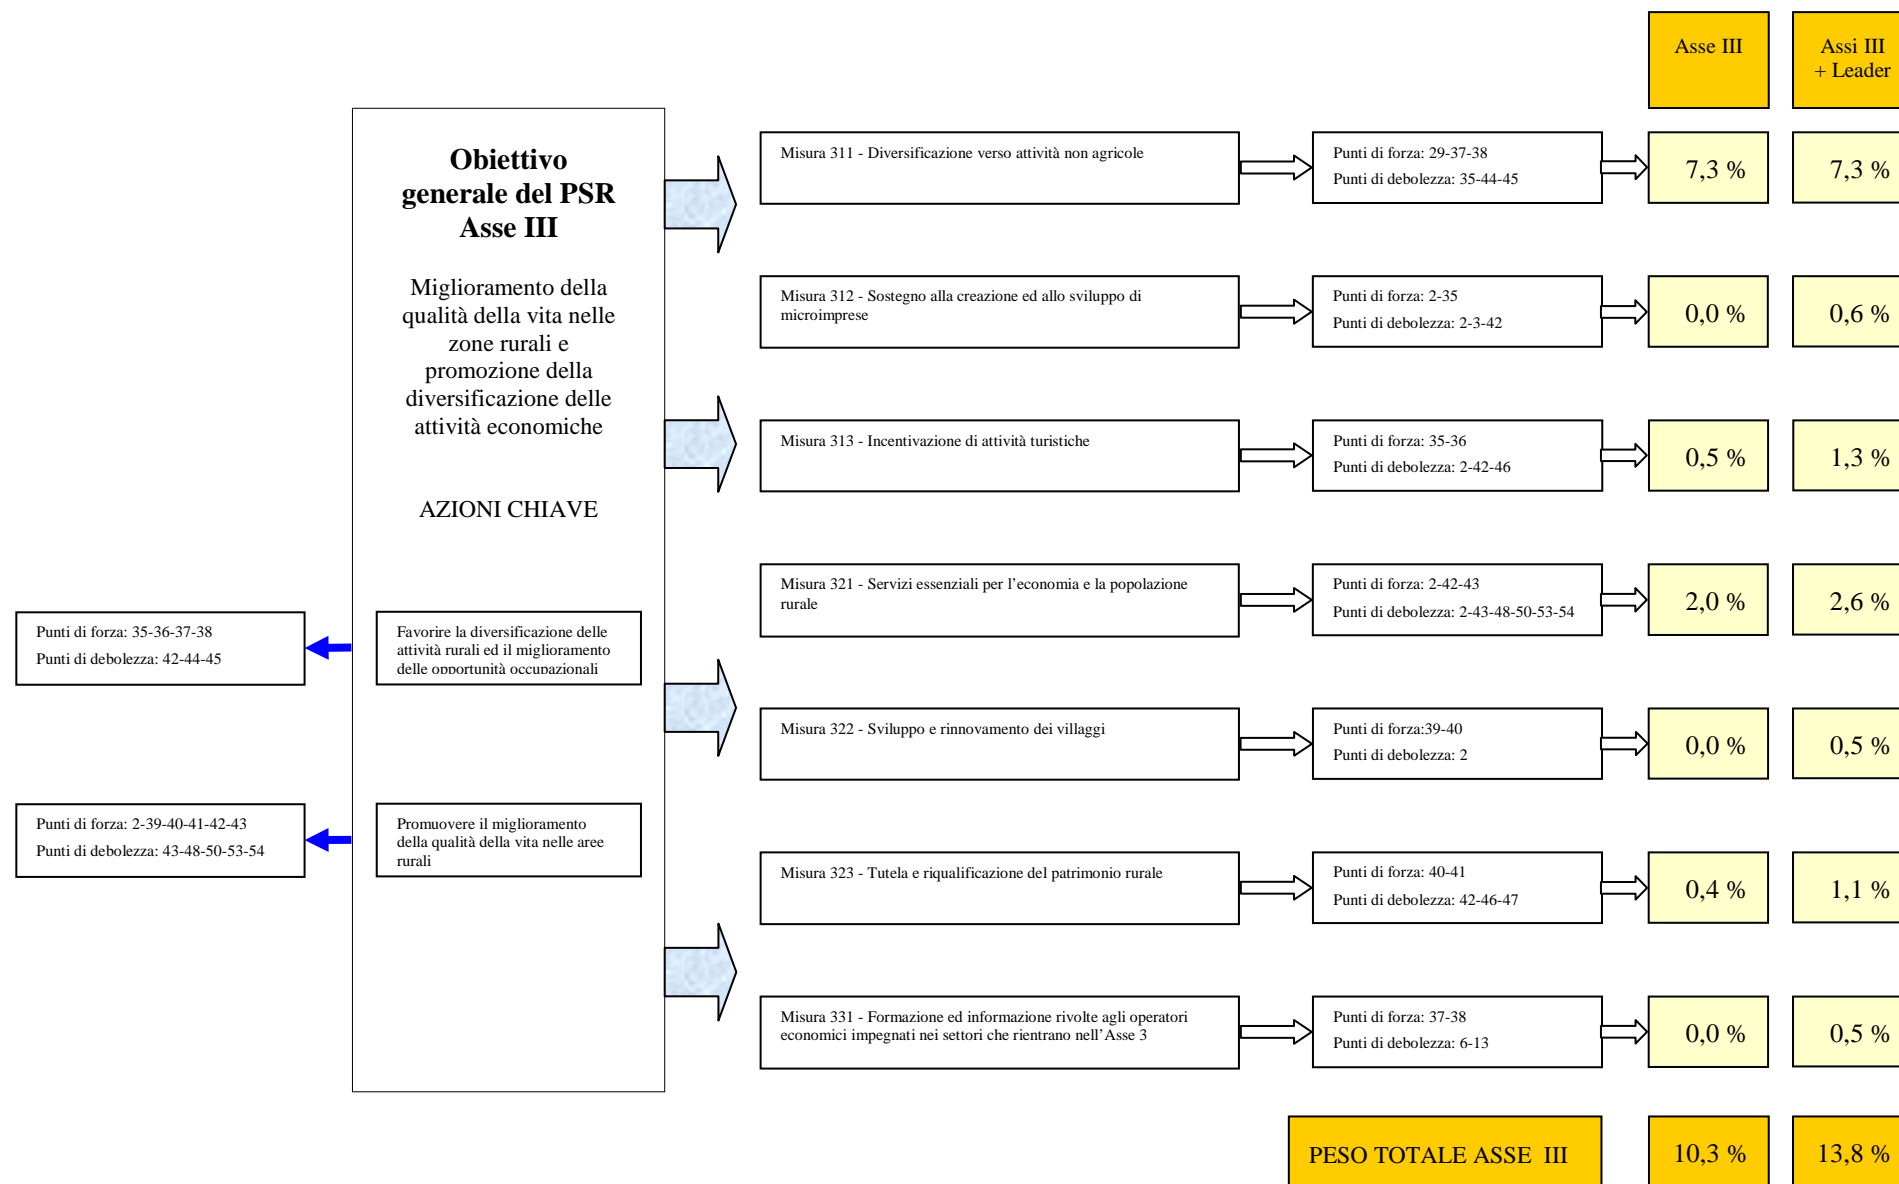 Asse III
Assi III
+ Leader
Obiettivo
generale del PSR
Asse III
Miglioramento della
qualità della vita nelle
zone rurali e
promozione della
diversificazione delle
attività economiche
AZIONI CHIAVE
Punti di forza: 35-36-37-38
Punti di debolezza: 42-44-45
Favorire la diversificazione delle
attività rurali ed il miglioramento
delle opportunità occupazionali
Punti di forza: 2-39-40-41-42-43
Punti di debolezza: 43-48-50-53-54
Promuovere il miglioramento
della qualità della vita nelle aree
rurali
Misura 311 - Diversificazione verso attività non agricole
Punti di forza: 29-37-38
Punti di debolezza: 35-44-45
7,3 %
7,3 %
Misura 312 - Sostegno alla creazione ed allo sviluppo di
microimprese
Punti di forza: 2-35
Punti di debolezza: 2-3-42
0,0 %
0,6 %
Misura 313 - Incentivazione di attività turistiche
Punti di forza: 35-36
Punti di debolezza: 2-42-46
0,5 %
1,3 %
Misura 321 - Servizi essenziali per l'economia e la popolazione
rurale
Punti di forza: 2-42-43
Punti di debolezza: 2-43-48-50-53-54
2,0 %
2,6 %
Misura 322 - Sviluppo e rinnovamento dei villaggi
Punti di forza:39-40
Punti di debolezza: 2
0,0 %
0,5 %
Misura 323 - Tutela e riqualificazione del patrimonio rurale
Punti di forza: 40-41
Punti di debolezza: 42-46-47
0,4 %
1,1 %
Misura 331 - Formazione ed informazione rivolte agli operatori
economici impegnati nei settori che rientrano nell'Asse 3
Punti di forza: 37-38
Punti di debolezza: 6-13
0,0 %
0,5 %
PESO TOTALE ASSE III
10,3 %
13,8 %